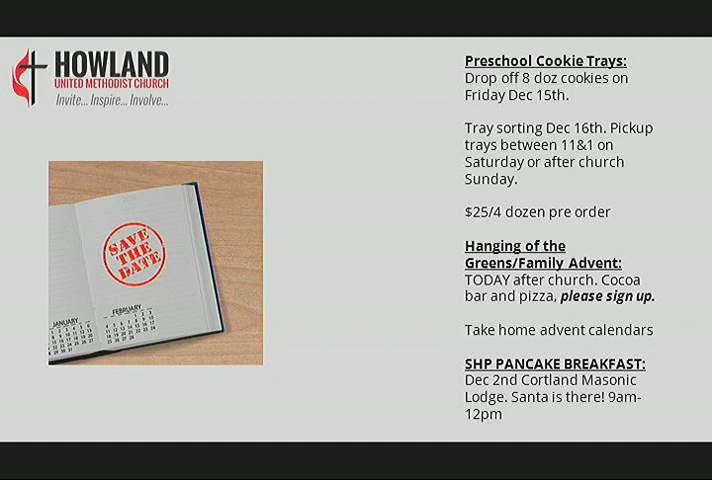 HOWLAND
UNITED METHODIST CHURCH
Invite... Inspire... Involve...
SAVE
THE
DATE
JANUARY
FEBRUARY
Preschool Cookie Trays:
Drop off 8 doz cookies on
Friday Dec 15th.
Tray sorting Dec 16th. Pickup
trays between 11&1 on
Saturday or after church
Sunday.
$25/4 dozen pre order
Hanging of the
Greens/Family Advent:
TODAY after church. Cocoa
bar and pizza, please sign up.
Take home advent calendars
SHP PANCAKE BREAKFAST:
Dec 2nd Cortland Masonic
Lodge. Santa is there! 9am-
12pm